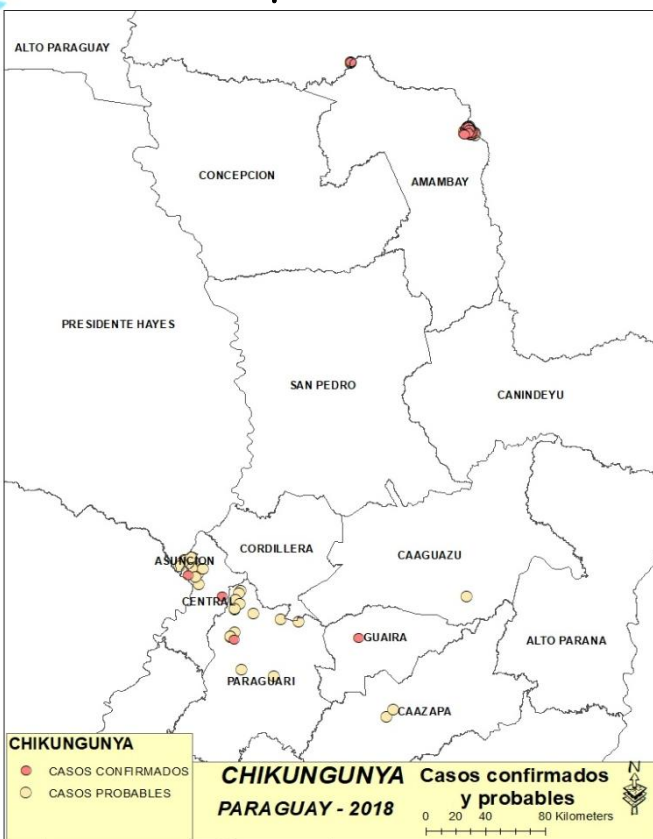 ALTO PARAGUAY
CONCEPCION
AMAMBAY
PRESIDENTE HAYES
SAN PEDRO
CANINDEYU
CORDILLERA
CAAGUAZU
ASUNCION
CENTRAL
GUAIRA
ALTO PARANA
PARAGUARI
CAAZAPA
CHIKUNGUNYA
CASOS CONFIRMADOS
CASOS PROBABLES
CHIKUNGUNYA
PARAGUAY - 2018
Casos confirmados
y probables
0 20 40 80 Kilometers
N